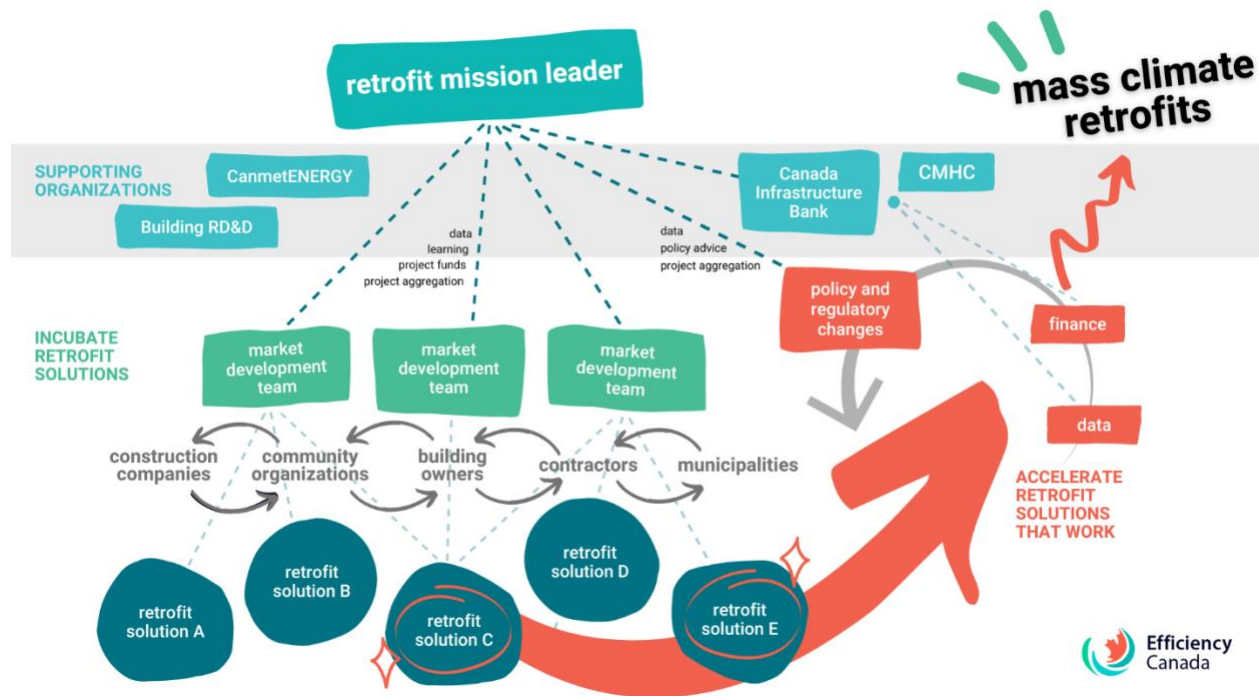 retrofit mission leader
mass climate
retrofits
SUPPORTING
ORGANIZATIONS
CanmetENERGY
Building RD&D
Canada
Infrastructure
Bank
CMHC
data
learning
project funds
project aggregation
data
policy advice
project aggregation
policy and
regulatory
changes
finance
data
INCUBATE
RETROFIT
SOLUTIONS
market
development
team
market
development
team
market
development
team
construction
companies
community
organizations
building
owners
contractors
municipalities
ACCELERATE
RETROFIT
SOLUTIONS
THAT WORK
retrofit
solution A
retrofit
solution B
retrofit
solution C
retrofit
solution D
retrofit
solution E
Efficiency
Canada